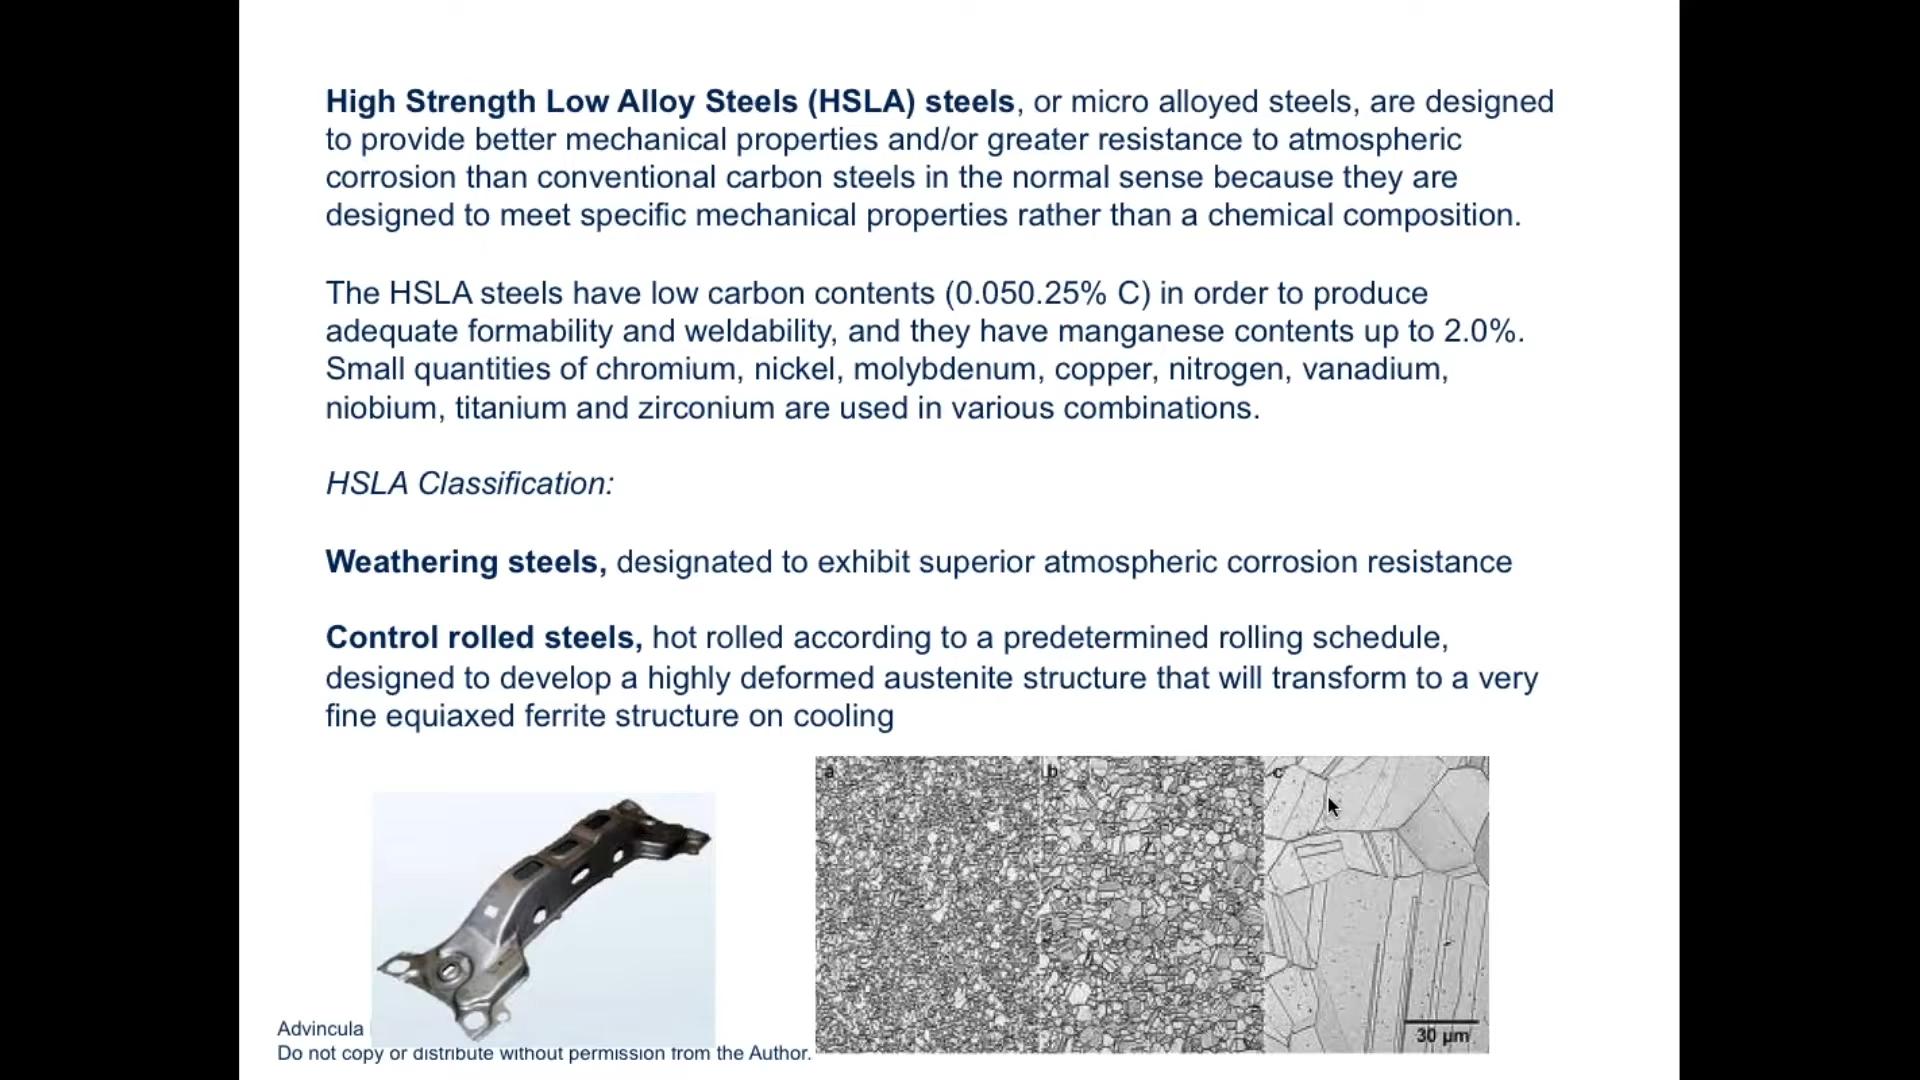 High Strength Low Alloy Steels (HSLA) steels, or micro alloyed steels, are designed
to provide better mechanical properties and/or greater resistance to atmospheric
corrosion than conventional carbon steels in the normal sense because they are
designed to meet specific mechanical properties rather than a chemical composition.
The HSLA steels have low carbon contents (0.050.25% C) in order to produce
adequate formability and weldability, and they have manganese contents up to 2.0%.
Small quantities of chromium, nickel, molybdenum, copper, nitrogen, vanadium,
niobium, titanium and zirconium are used in various combinations.
HSLA Classification:
Weathering steels, designated to exhibit superior atmospheric corrosion resistance
Control rolled steels, hot rolled according to a predetermined rolling schedule,
designed to develop a highly deformed austenite structure that will transform to a very
fine equiaxed ferrite structure on cooling
a
b
c
30 µm
Advincula
Do not copy or distribute without permission from the Author.